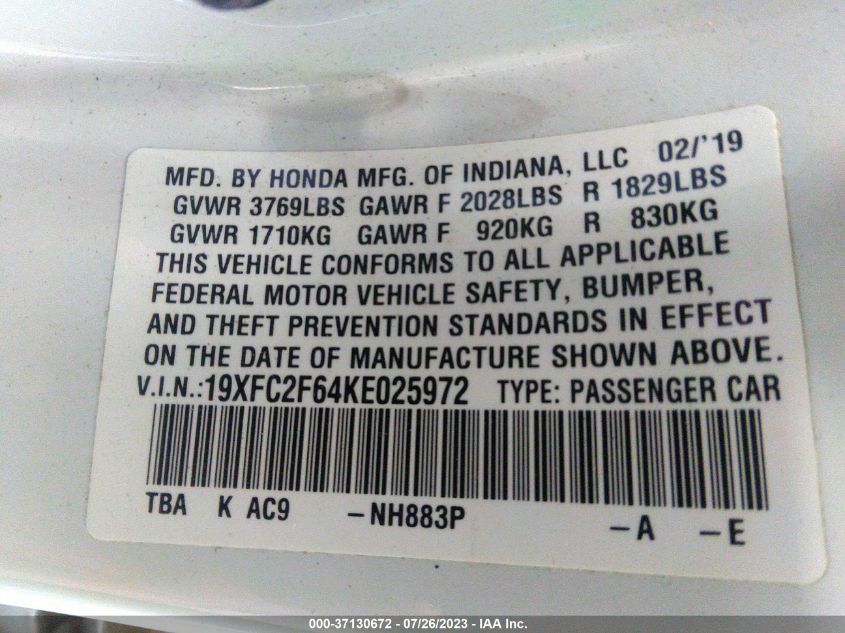 MFD. BY HONDA MFG. OF INDIANA, LLC 02/'19
GVWR 3769LBS GAWR F 2028LBS R 1829LBS
GVWR 1710KG GAWR F 920KG R 830KG
THIS VEHICLE CONFORMS TO ALL APPLICABLE
FEDERAL MOTOR VEHICLE SAFETY, BUMPER,
AND THEFT PREVENTION STANDARDS IN EFFECT
ON THE DATE OF MANUFACTURE SHOWN ABOVE.
V.I.N.:19XFC2F64KE025972 TYPE: PASSENGER CAR
TBA K AC9 -NH883P -A -E
000-37130672 - 07/26/2023 - IAA Inc.